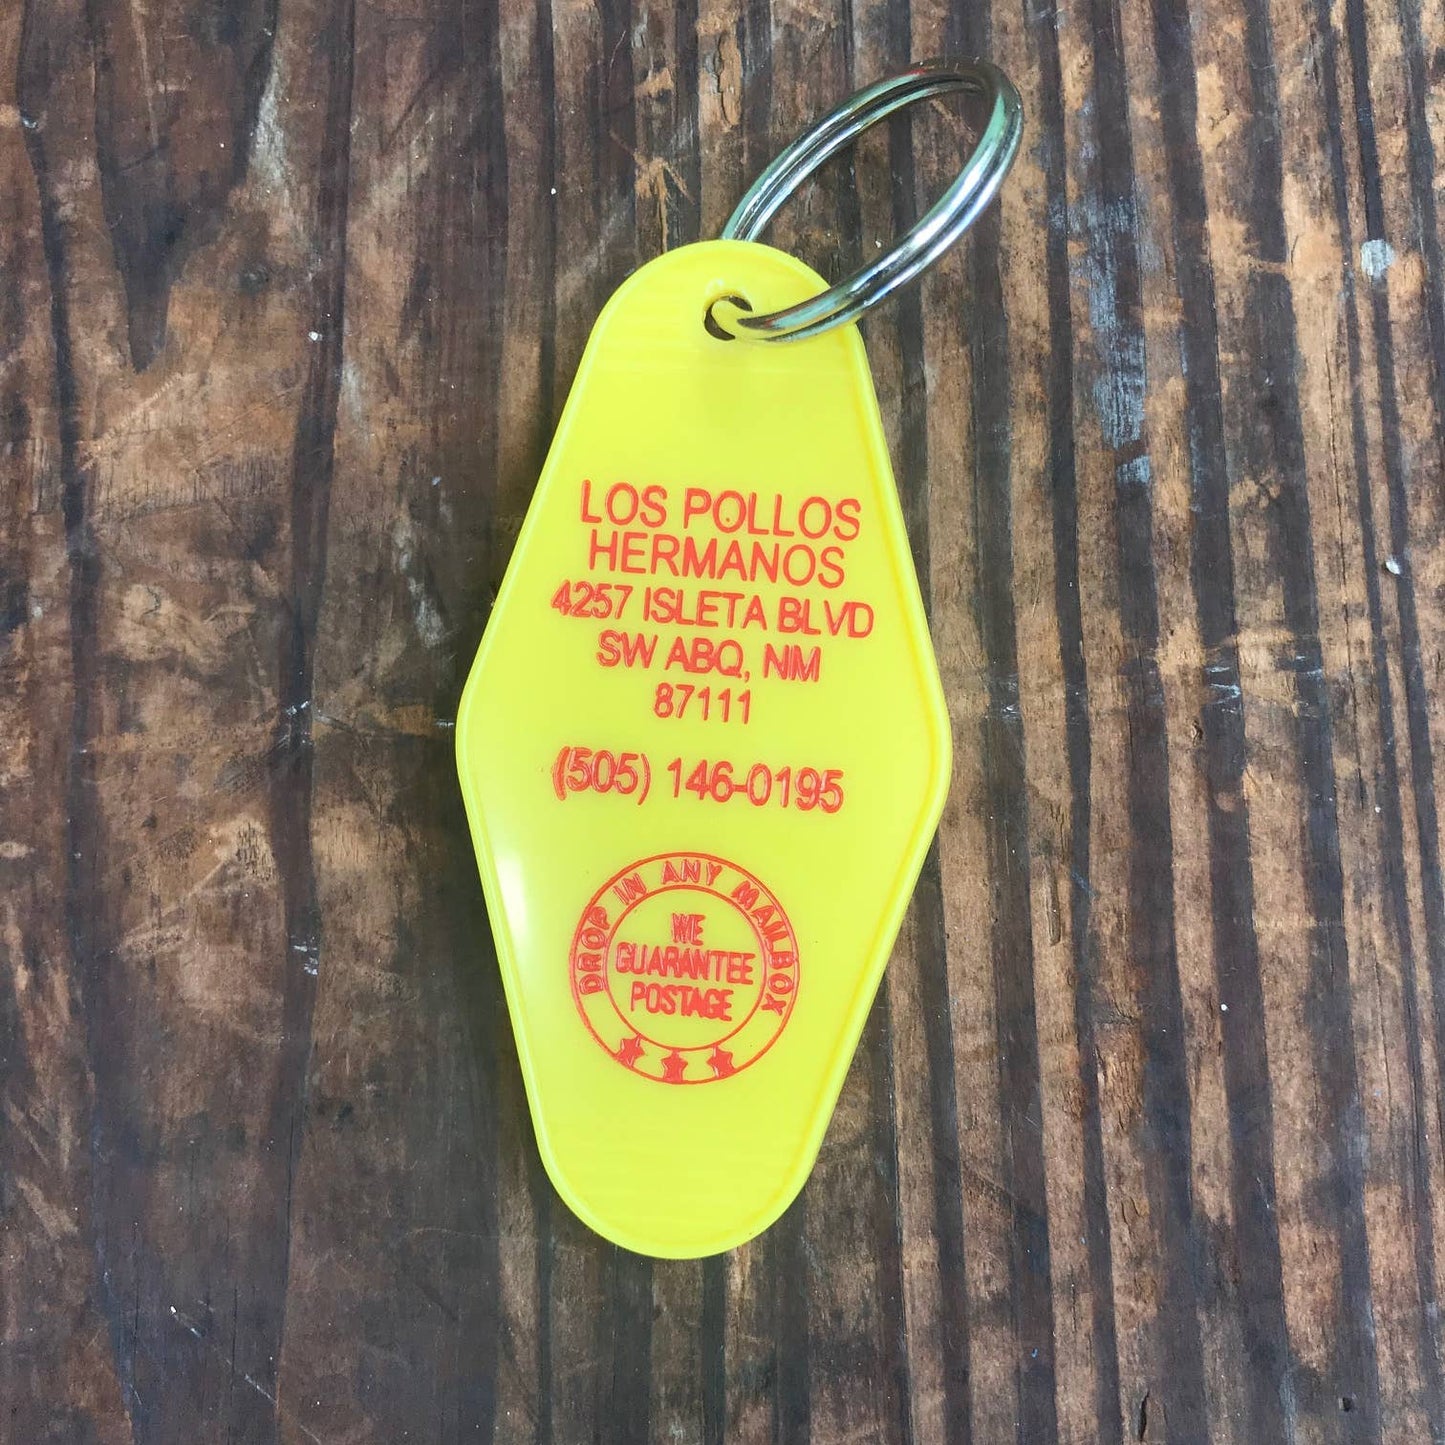 LOS POLLOS
HERMANOS
4257 ISLETA BLVD
SW ABQ, NM
87111
(505) 146-0195
DROP IN ANY MAILBOX
WE
GUARANTEE
POSTAGE